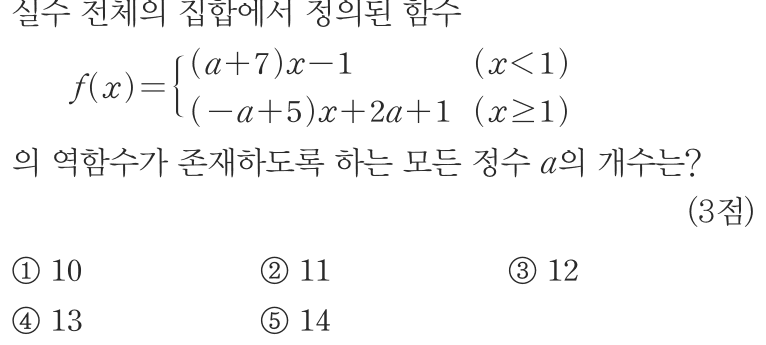 실수 전체의 집합에서 정의된 함수
f(x)={(a+7)x-1 (x<1)
(-a+5)x+2a+1 (x≥1)
의 역함수가 존재하도록 하는 모든 정수 a의 개수는?
(3점)
① 10 ② 11 ③ 12
④ 13 ⑤ 14